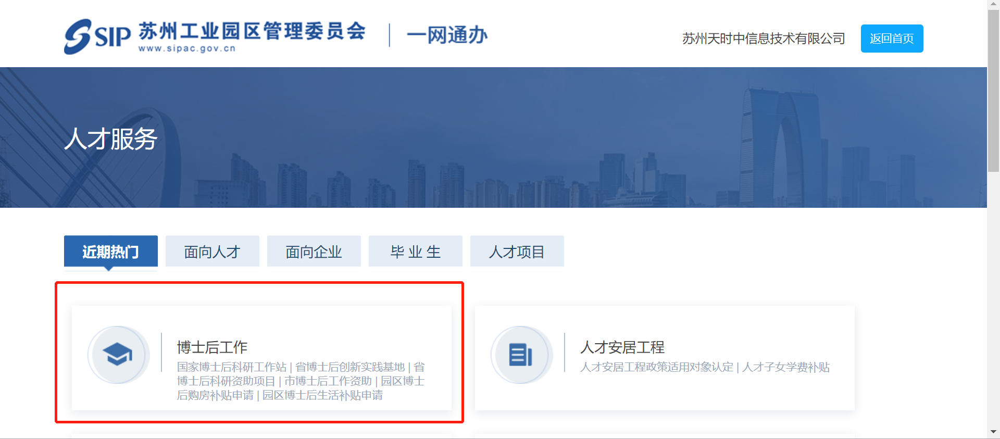 SIP 苏州工业园区管理委员会
www.sipac.gov.cn
一网通办
苏州天时中信息技术有限公司
返回首页
人才服务
近期热门
面向人才
面向企业
毕 业 生
人才项目
博士后工作
国家博士后科研工作站 | 省博士后创新实践基地 | 省
博士后科研资助项目 | 市博士后工作资助 | 园区博士
后购房补贴申请 | 园区博士后生活补贴申请
人才安居工程
人才安居工程政策适用对象认定 | 人才子女学费补贴